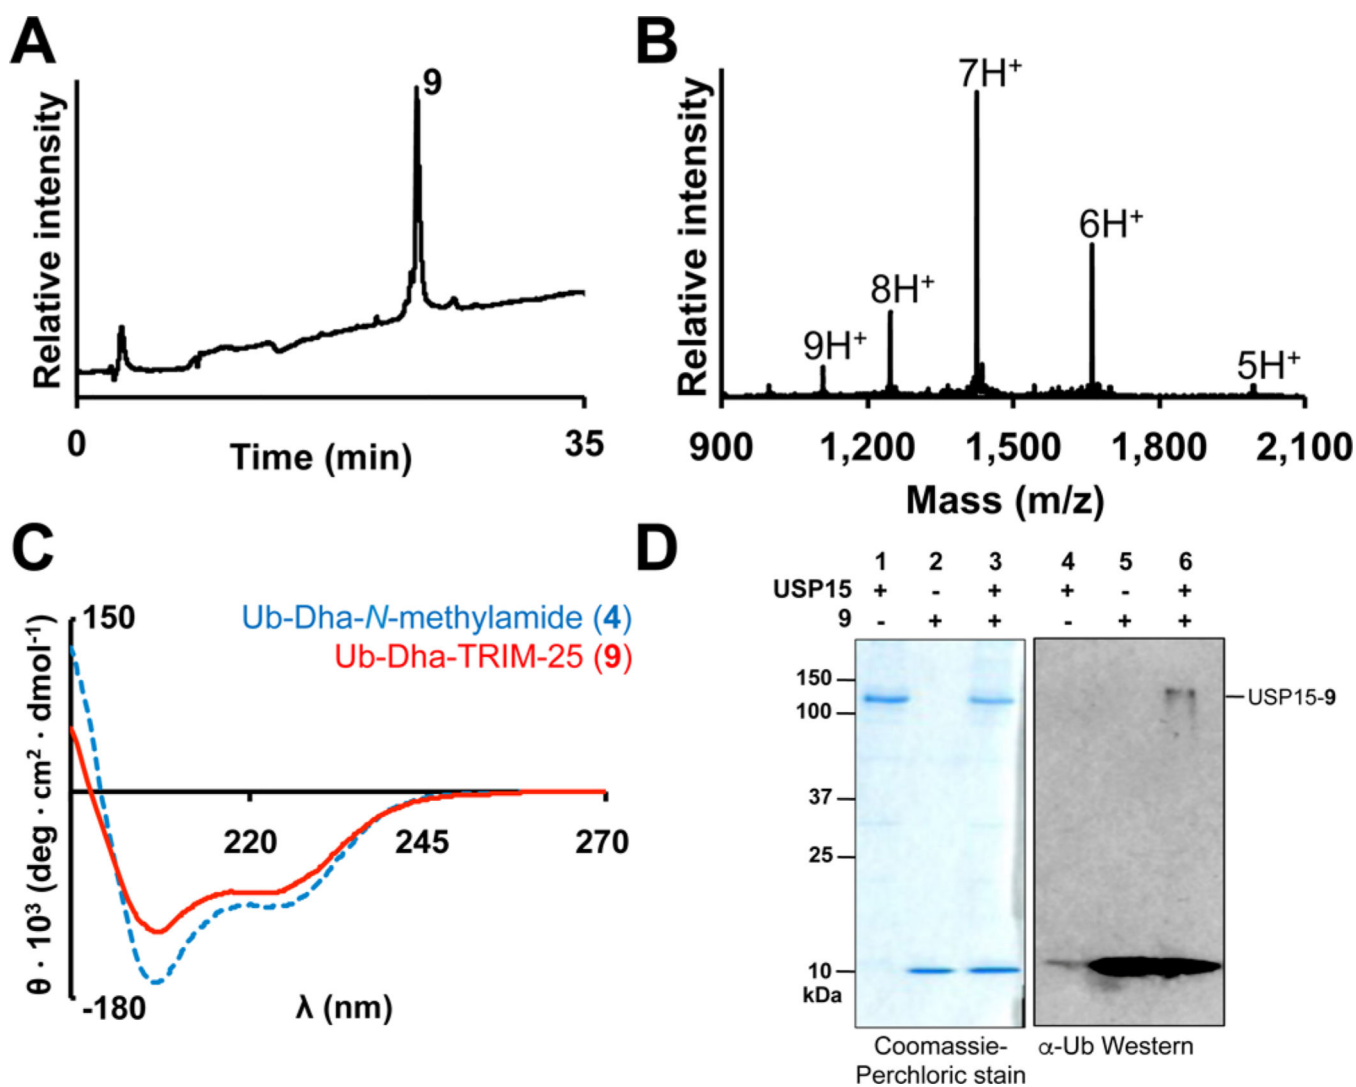 A
Relative intensity
9
0
Time (min)
35
B
Relative intensity
9H⁺
8H⁺
7H⁺
6H⁺
5H⁺
900
1,200
1,500
1,800
2,100
Mass (m/z)
C
150
Ub-Dha-N-methylamide (4)
Ub-Dha-TRIM-25 (9)
θ · 10³ (deg · cm² · dmol⁻¹)
220
245
270
-180
λ (nm)
D
1 2 3 4 5 6
USP15 + - + + - +
9 - + + - + +
150
100
37
25
10
kDa
USP15-9
Coomassie-
Perchloric stain
α-Ub Western